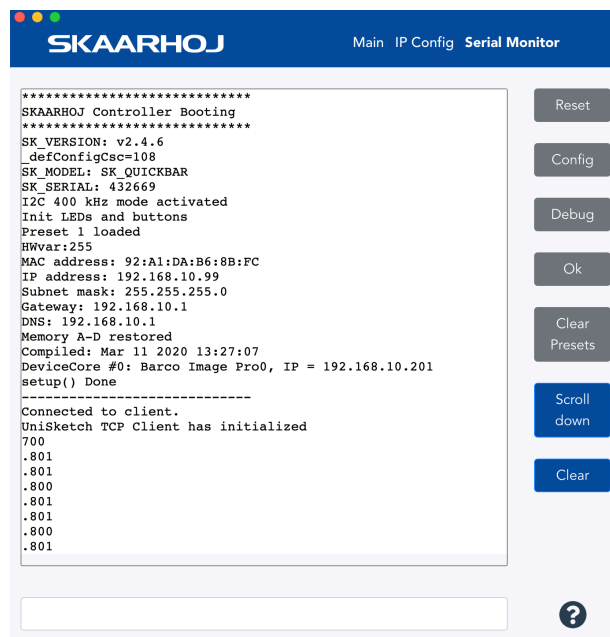 SKAARHOJ
Main IP Config Serial Monitor
*****************************
SKAARHOJ Controller Booting
*****************************
SK_VERSION: v2.4.6
_defConfigCsc=108
SK_MODEL: SK_QUICKBAR
SK_SERIAL: 432669
I2C 400 kHz mode activated
Init LEDs and buttons
Preset 1 loaded
HWvar:255
MAC address: 92:A1:DA:B6:8B:FC
IP address: 192.168.10.99
Subnet mask: 255.255.255.0
Gateway: 192.168.10.1
DNS: 192.168.10.1
Memory A-D restored
Compiled: Mar 11 2020 13:27:07
DeviceCore #0: Barco Image Pro0, IP = 192.168.10.201
setup() Done
-----------------------------
Connected to client.
UniSketch TCP Client has initialized
700
.801
.801
.800
.801
.801
.800
.801
Reset
Config
Debug
Ok
Clear
Presets
Scroll
down
Clear
?